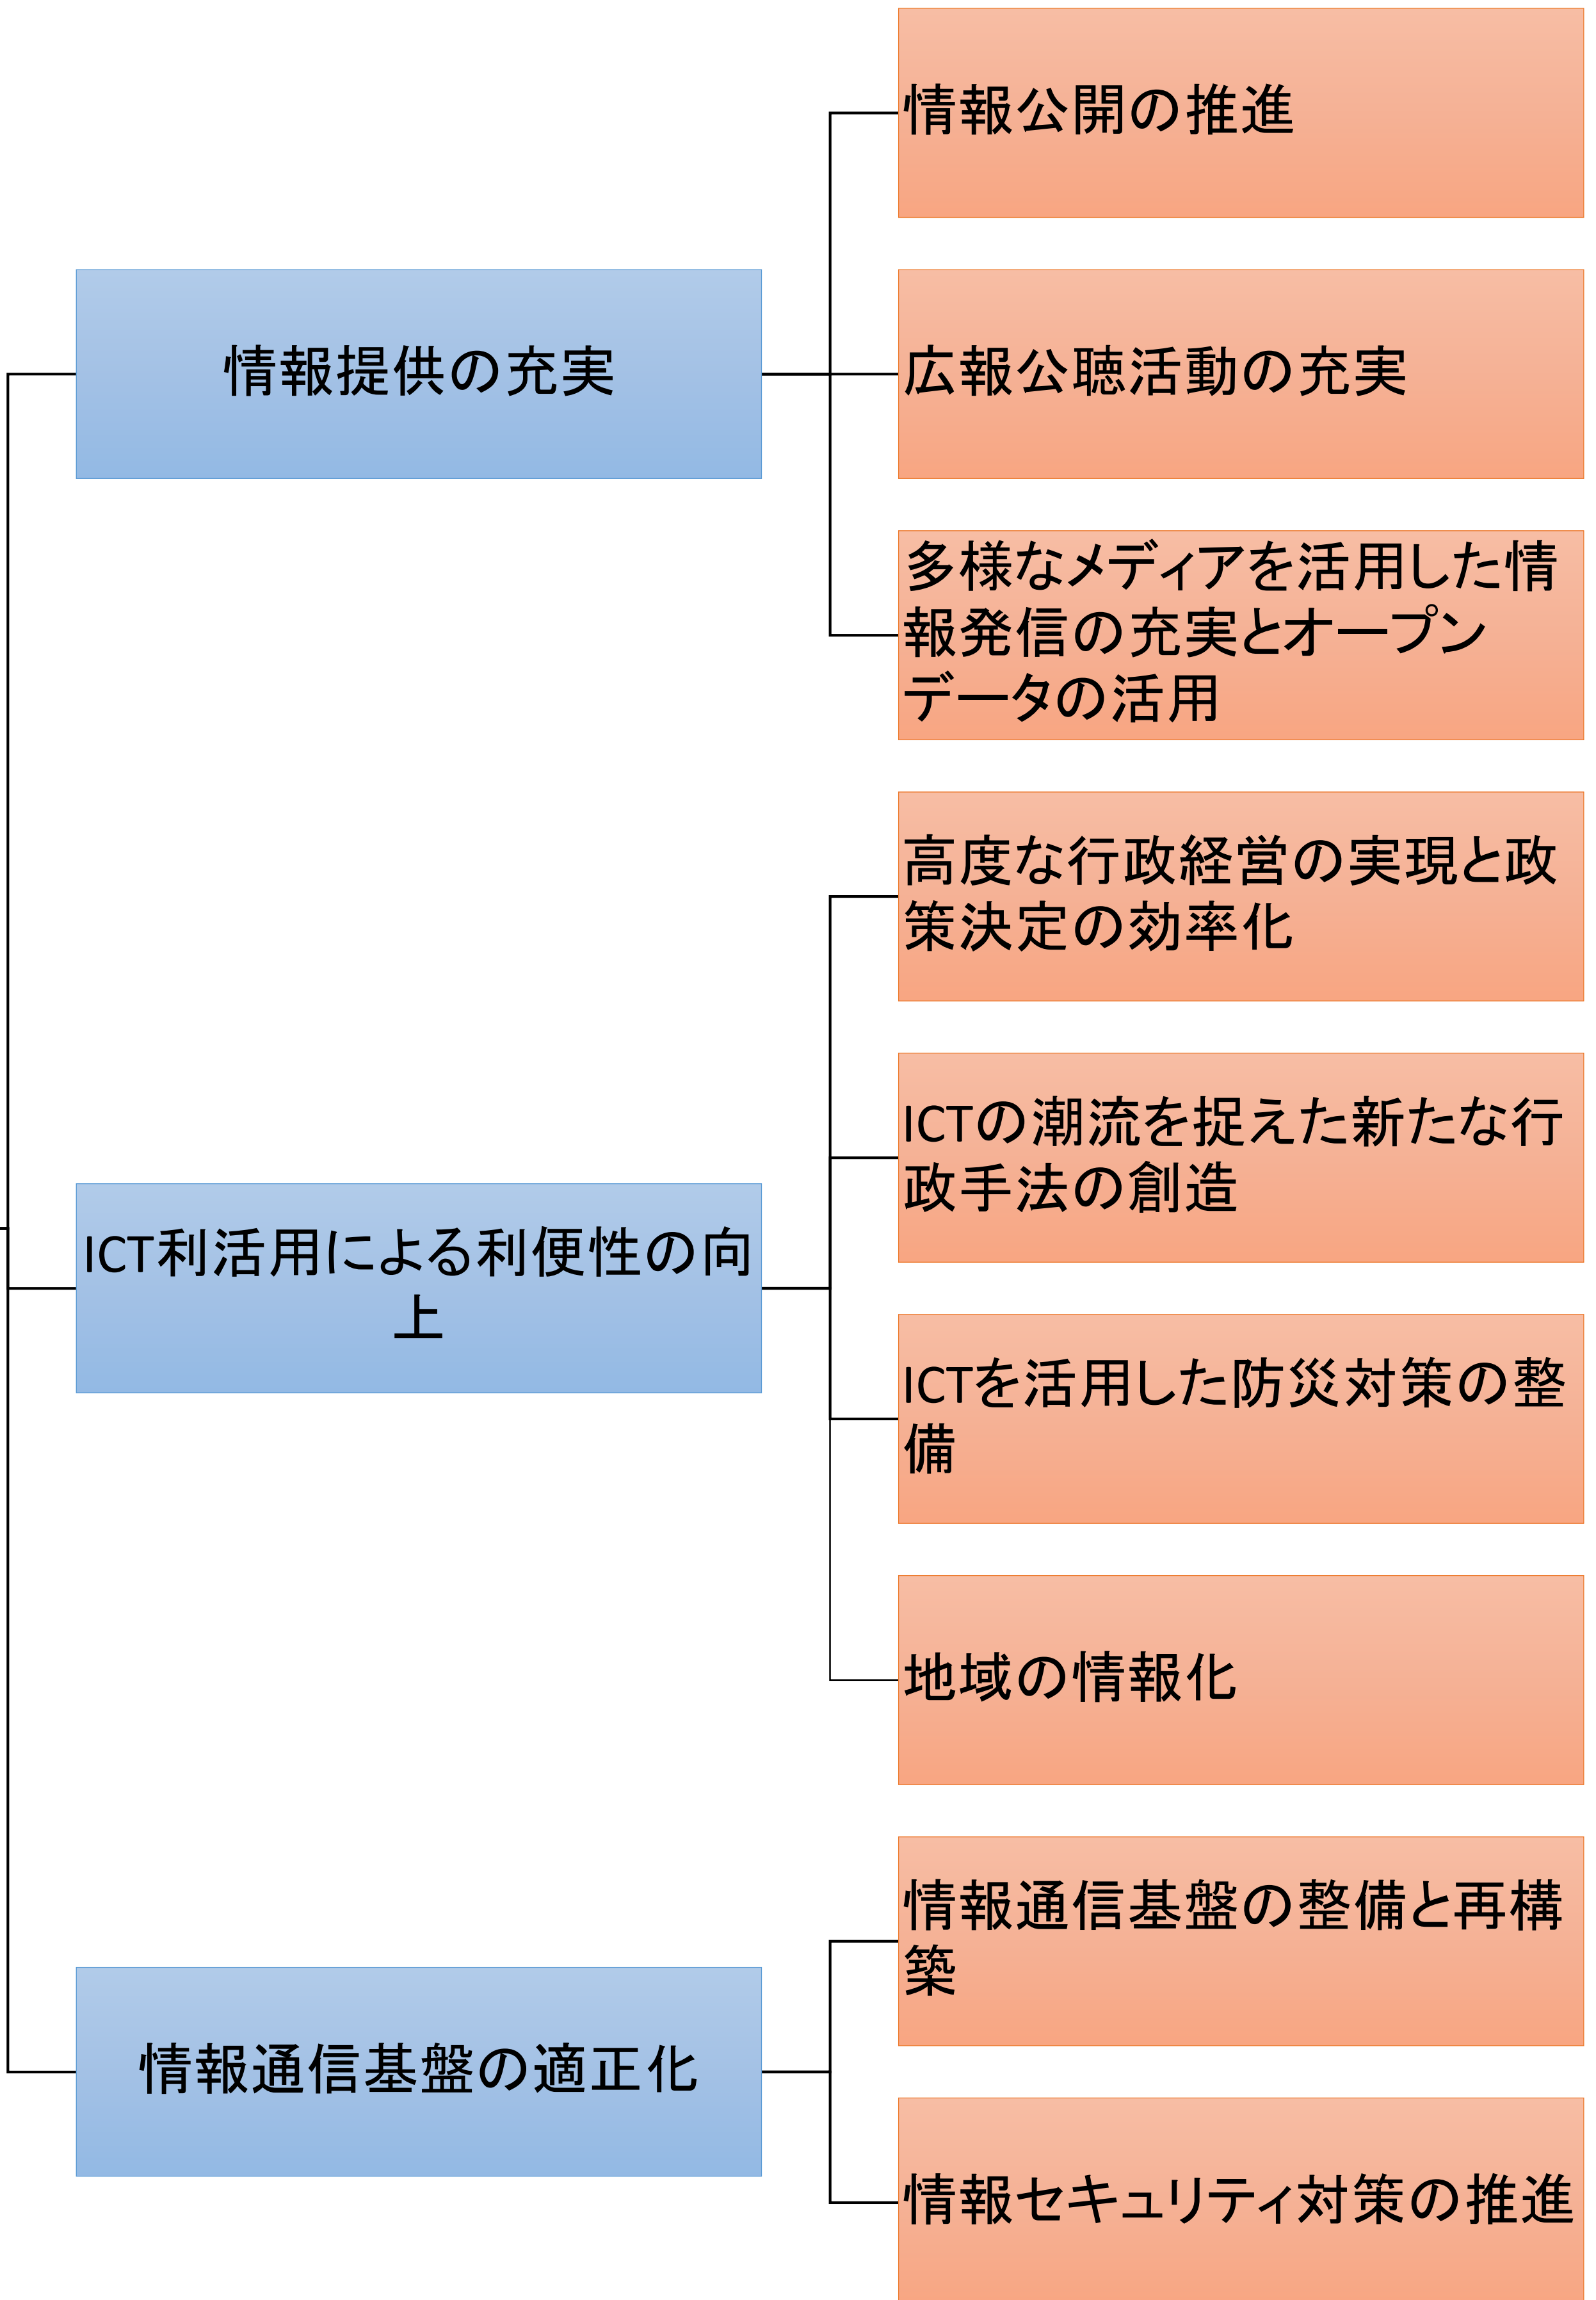 情報公開の推進
情報提供の充実
広報公聴活動の充実
多様なメディアを活用した情
報発信の充実とオープン
データの活用
高度な行政経営の実現と政
策決定の効率化
ICTの潮流を捉えた新たな行
政手法の創造
ICT利活用による利便性の向
上
ICTを活用した防災対策の整
備
地域の情報化
情報通信基盤の整備と再構
築
情報通信基盤の適正化
情報セキュリティ対策の推進